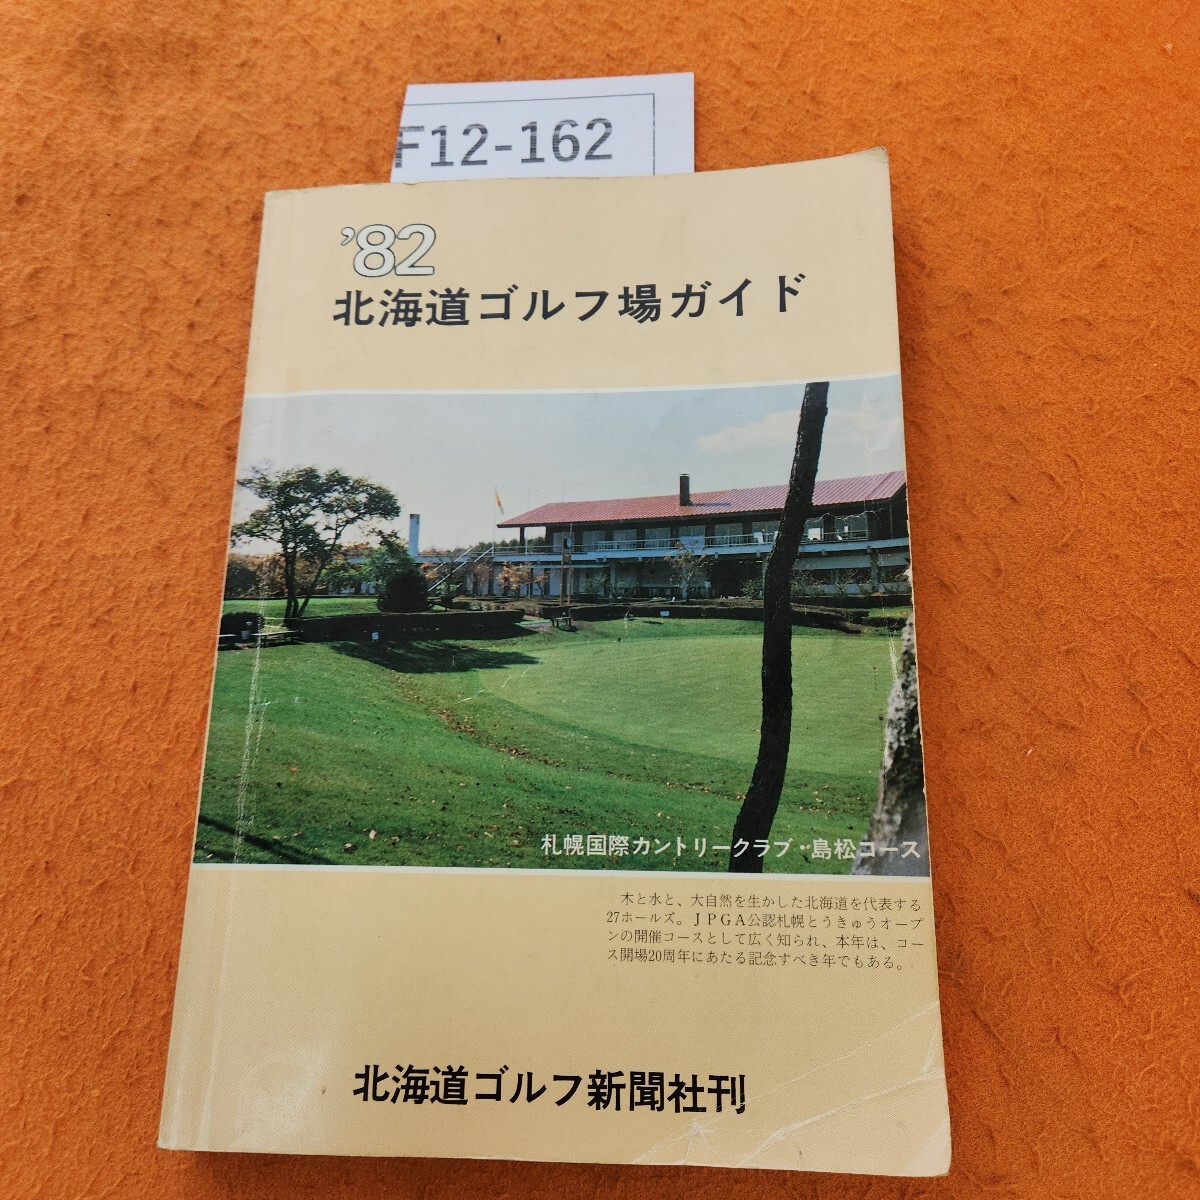 F12-162
'82
北海道ゴルフ場ガイド
札幌国際カントリークラブ・島松コース
木と水と、大自然を生かした北海道を代表する
27ホールズ。JPGA公認札幌とうきゅうオープ
ンの開催コースとして広く知られ、本年は、コー
ス開場20周年にあたる記念すべき年でもある。
北海道ゴルフ新聞社刊